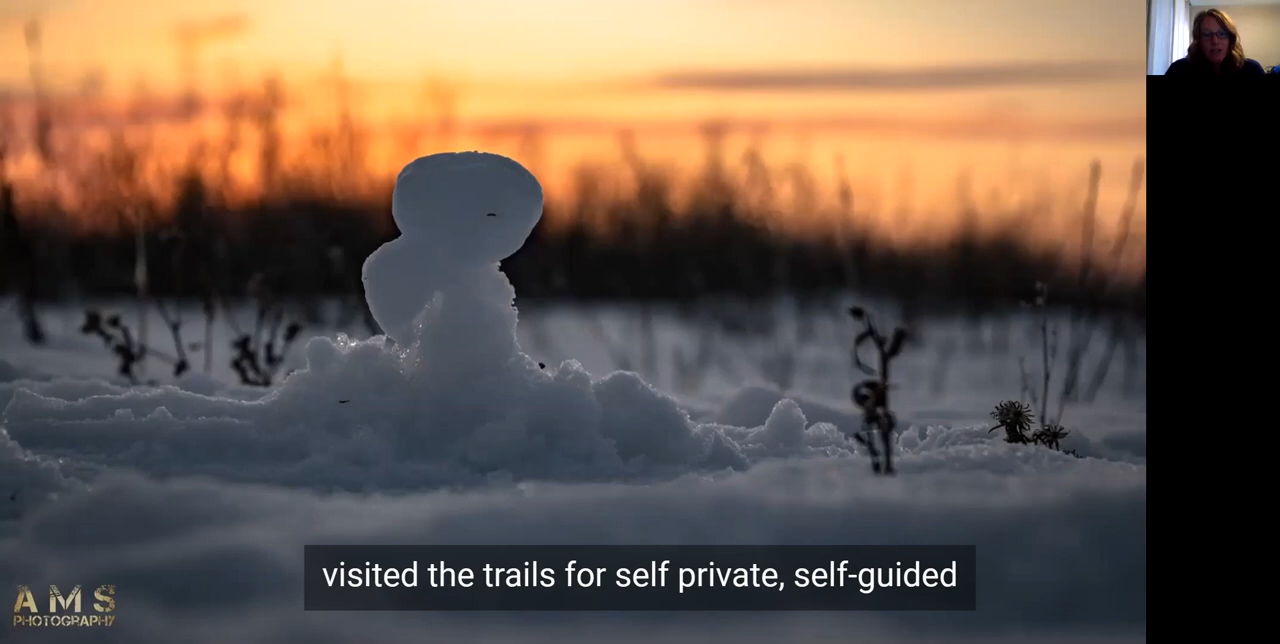 visited the trails for self private, self-guided
AMS
PHOTOGRAPHY